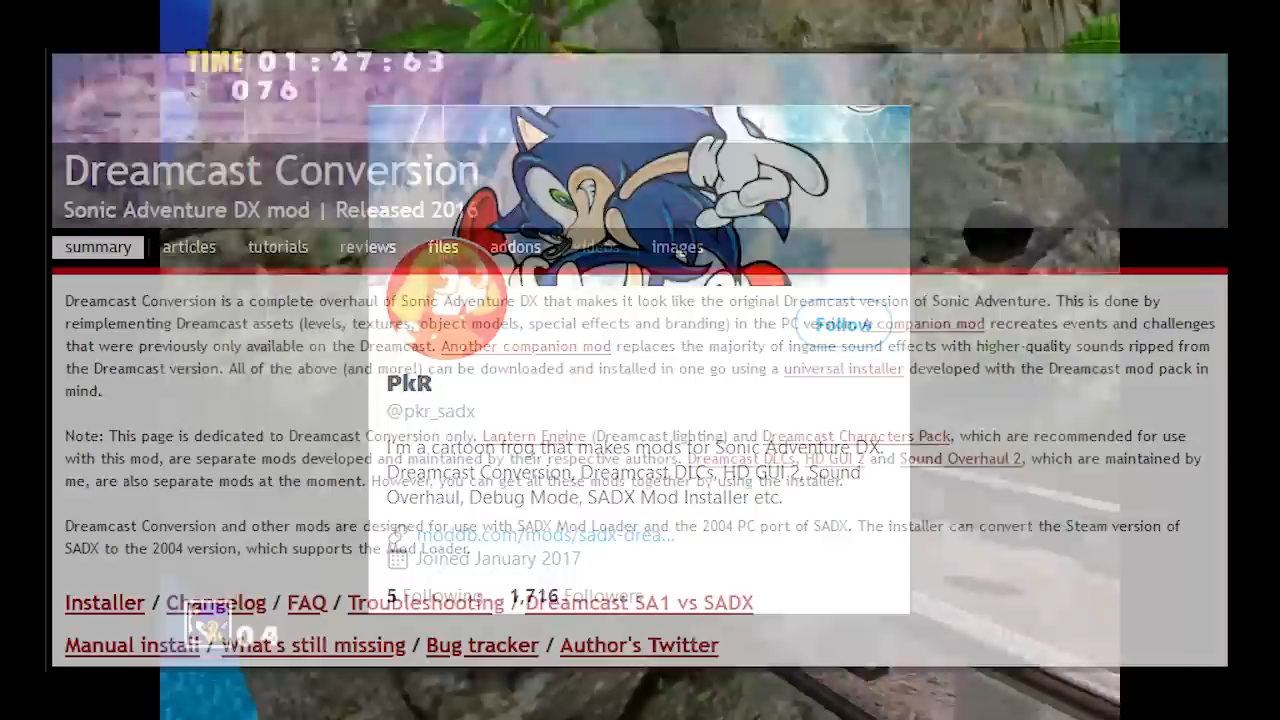 TIME 01:27:63
076
Dreamcast Conversion
Sonic Adventure DX mod | Released 2016
summary articles tutorials reviews files addons videos images
Dreamcast Conversion is a complete overhaul of Sonic Adventure DX that makes it look like the original Dreamcast version of Sonic Adventure. This is done by
reimplementing Dreamcast assets (levels, textures, object models, special effects and branding) in the PC version. A companion mod recreates events and challenges
that were previously only available on the Dreamcast. Another companion mod replaces the majority of ingame sound effects with higher-quality sounds ripped from
the Dreamcast version. All of the above (and more!) can be downloaded and installed in one go using a universal installer developed with the Dreamcast mod pack in
mind.
Follow
PkR
@pkr_sadx
Note: This page is dedicated to Dreamcast Conversion only. Lantern Engine (Dreamcast lighting) and Dreamcast Characters Pack, which are recommended for use
with this mod, are separate mods developed and maintained by their respective authors. Dreamcast DLCs, HD GUI 2 and Sound Overhaul 2, which are maintained by
me, are also separate mods at the moment. However, you can get all these mods together by using the installer.
I'm a cartoon frog that makes mods for Sonic Adventure DX.
Dreamcast Conversion, Dreamcast DLCs, HD GUI 2, Sound
Overhaul, Debug Mode, SADX Mod Installer etc.
Dreamcast Conversion and other mods are designed for use with SADX Mod Loader and the 2004 PC port of SADX. The installer can convert the Steam version of
SADX to the 2004 version, which supports the Mod Loader.
moddb.com/mods/sadx-drea...
Joined January 2017
5 Following 1,716 Followers
Installer / Changelog / FAQ / Troubleshooting / Dreamcast SA1 vs SADX
Manual install / What's still missing / Bug tracker / Author's Twitter
04